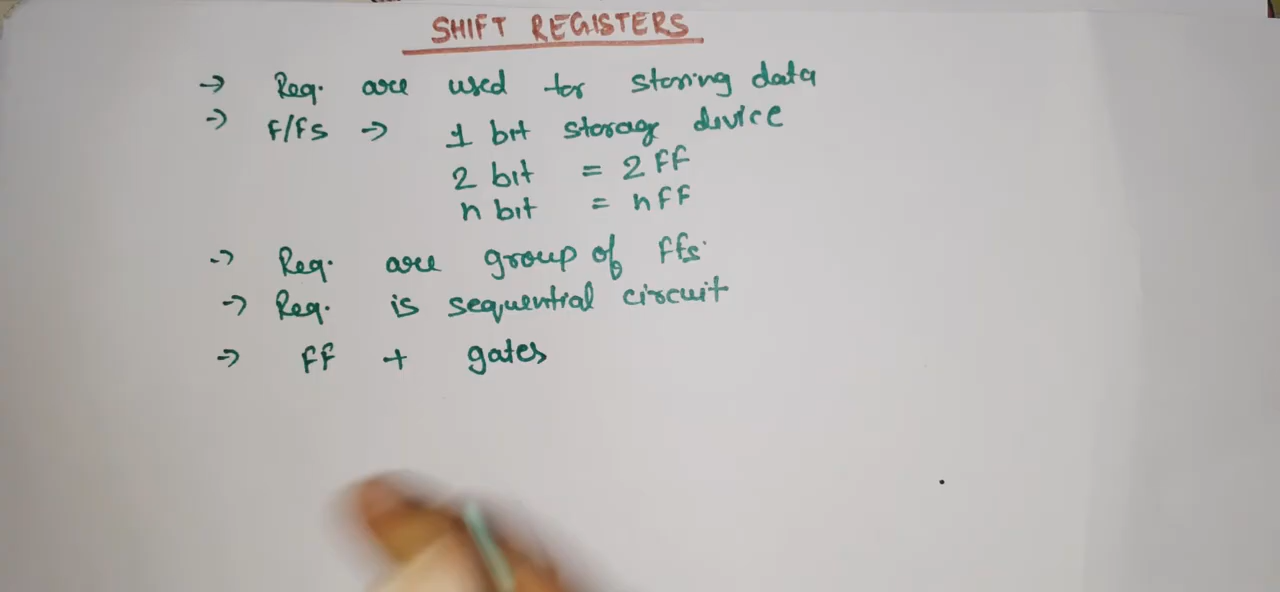 SHIFT REGISTERS
→ Reg. are used for storing data
→ F/Fs → 1 bit storage device
2 bit = 2 FF
n bit = n FF
→ Reg. are group of FFs.
→ Reg. is sequential circuit
→ FF + gates